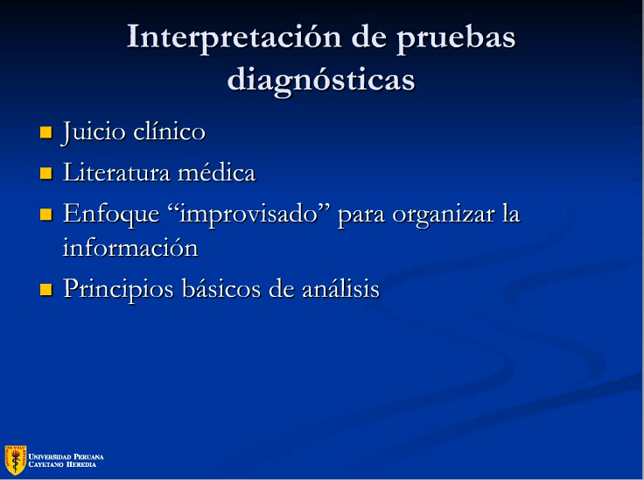 Interpretación de pruebas
diagnósticas
Juicio clínico
Literatura médica
Enfoque “improvisado” para organizar la
información
Principios básicos de análisis
UNIVERSIDAD PERUANA
CAYETANO HEREDIA